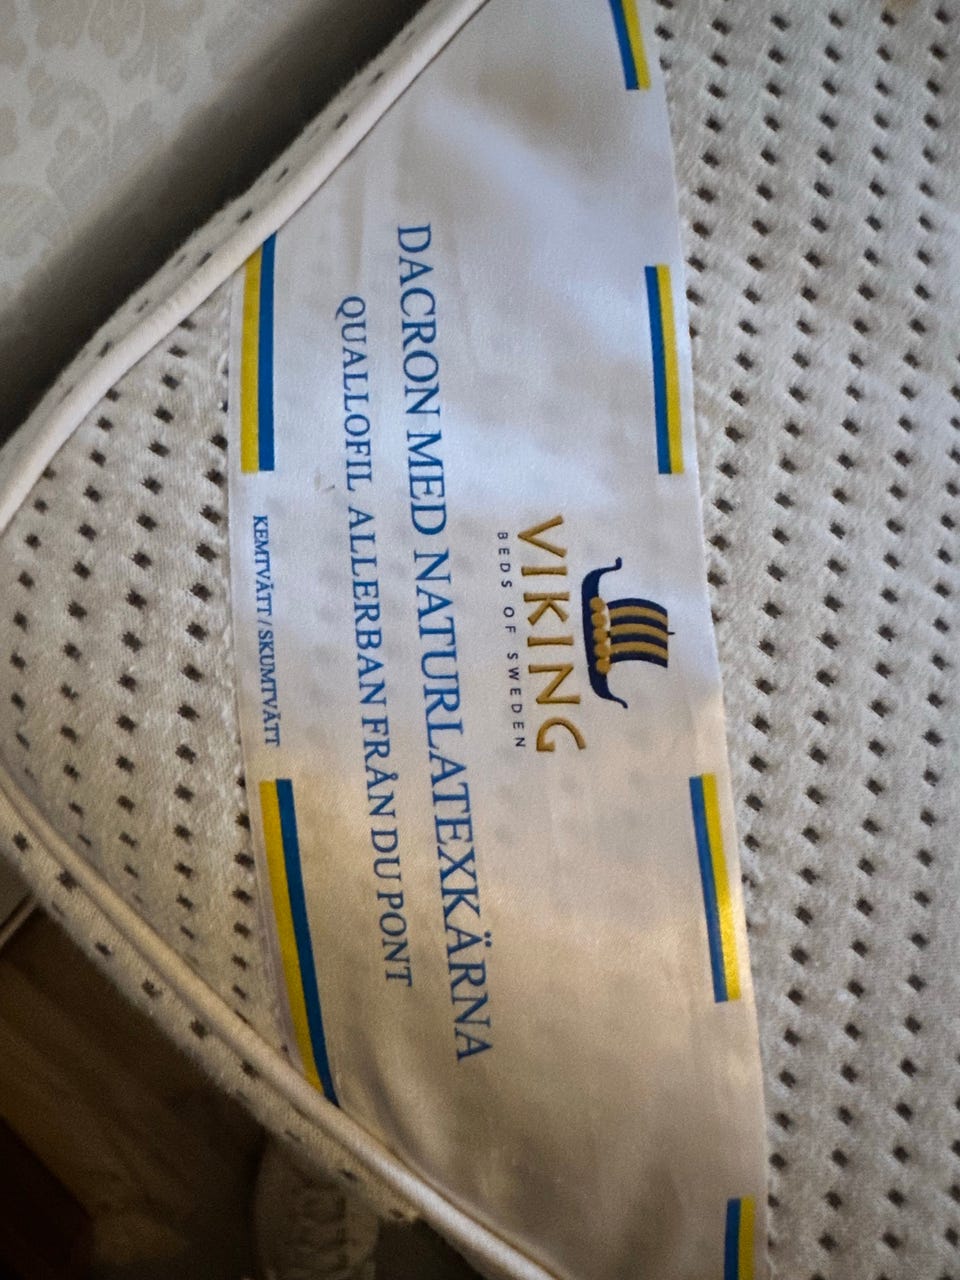 VIKING
BEDS OF SWEDEN
DACRON MED NATURLATEXKÄRNA
QUALLOFIL ALLERBAN FRÅN DU PONT
KEMTVÄTT / SKUMTVÄTT